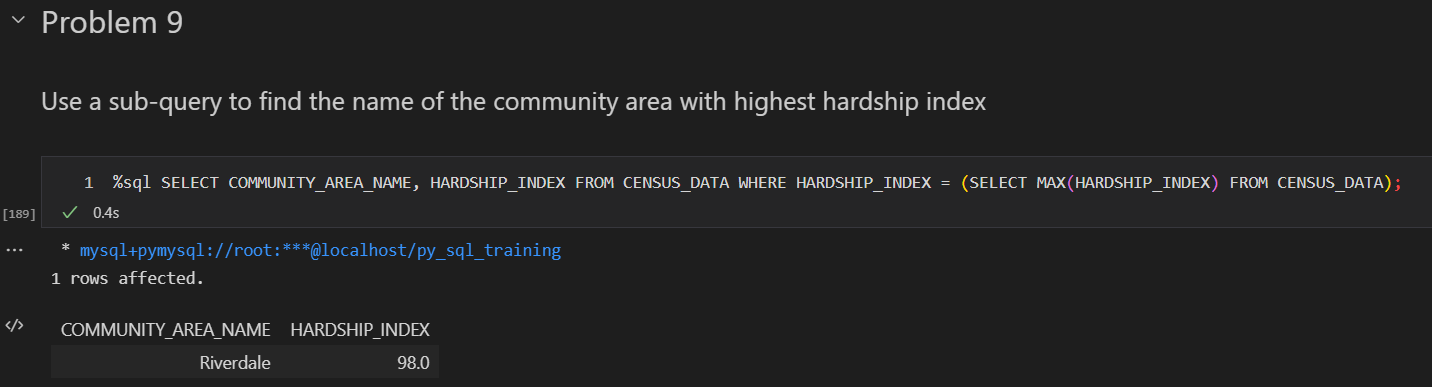 Problem 9
Use a sub-query to find the name of the community area with highest hardship index
1 %sql SELECT COMMUNITY_AREA_NAME, HARDSHIP_INDEX FROM CENSUS_DATA WHERE HARDSHIP_INDEX = (SELECT MAX(HARDSHIP_INDEX) FROM CENSUS_DATA);
[189] ✓ 0.4s
* mysql+pymysql://root:***@localhost/py_sql_training
1 rows affected.
COMMUNITY_AREA_NAME HARDSHIP_INDEX
Riverdale 98.0